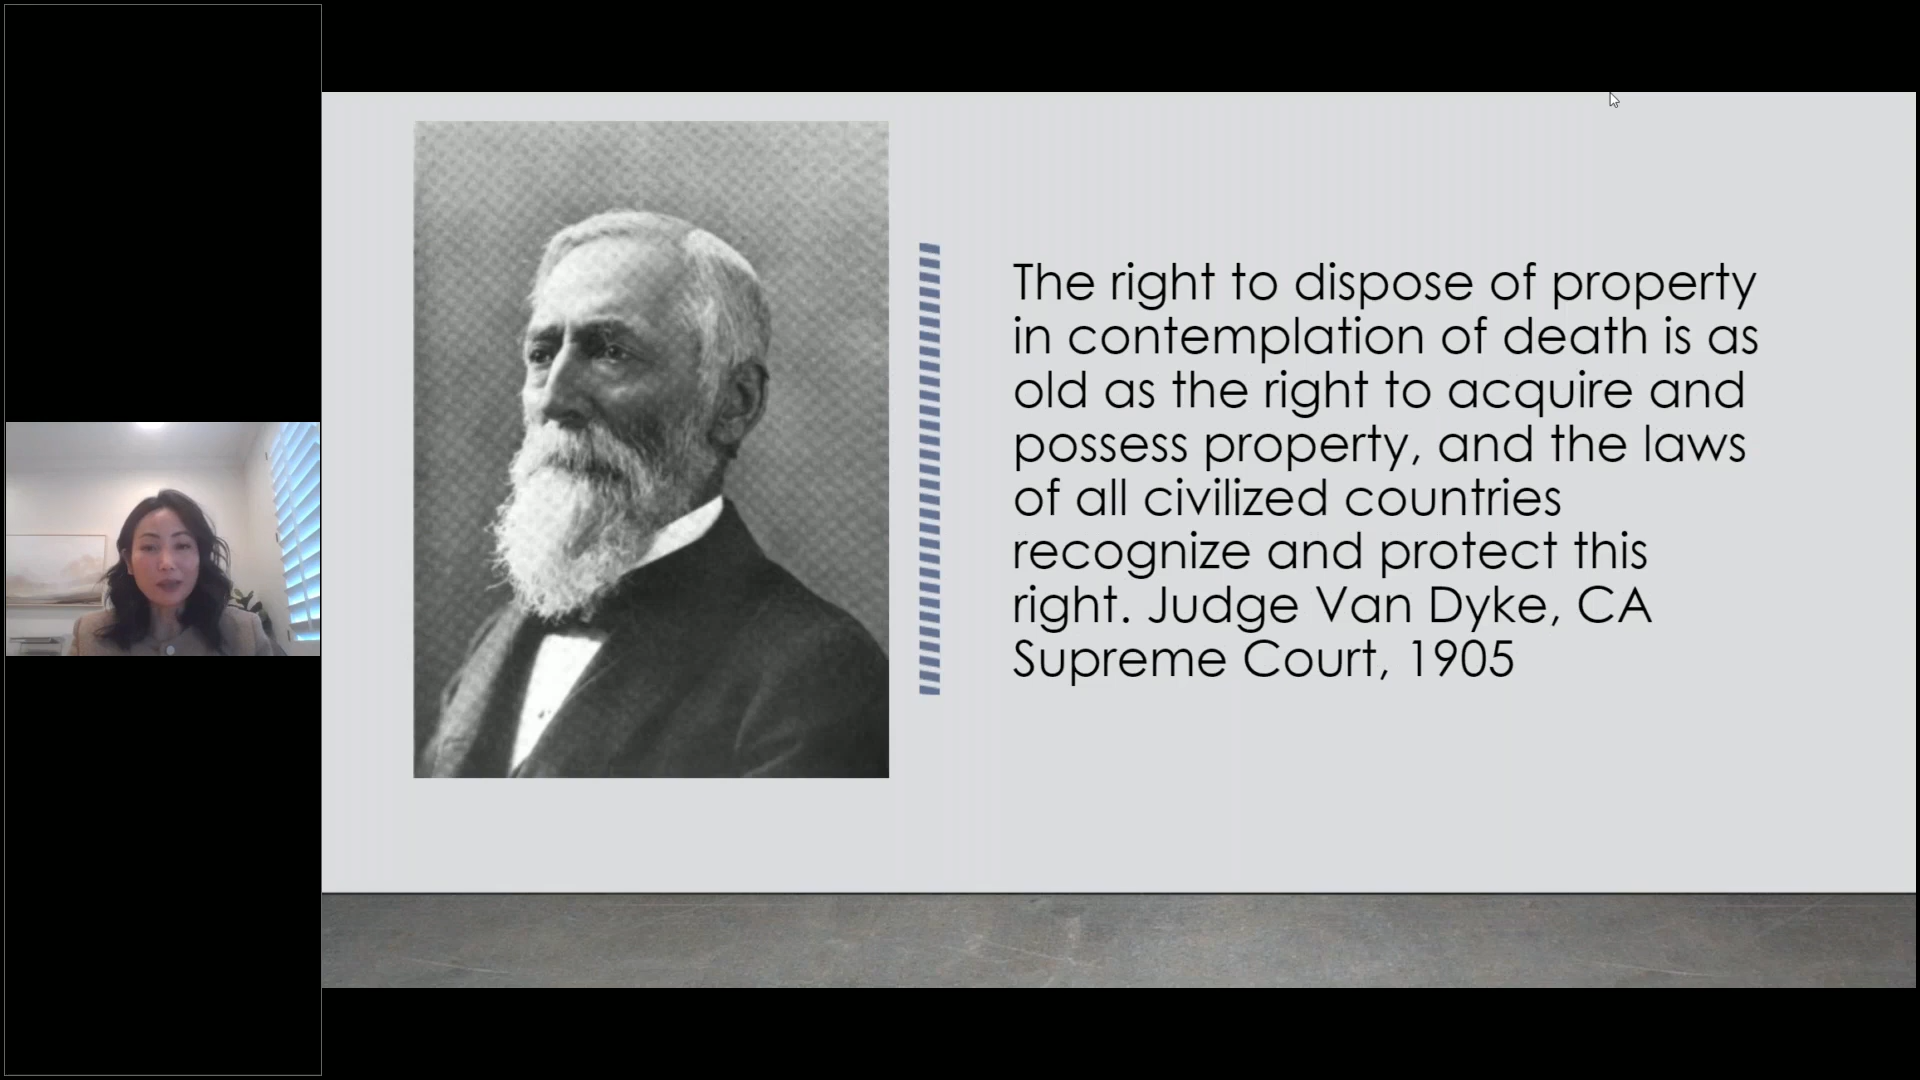 The right to dispose of property
in contemplation of death is as
old as the right to acquire and
possess property, and the laws
of all civilized countries
recognize and protect this
right. Judge Van Dyke, CA
Supreme Court, 1905